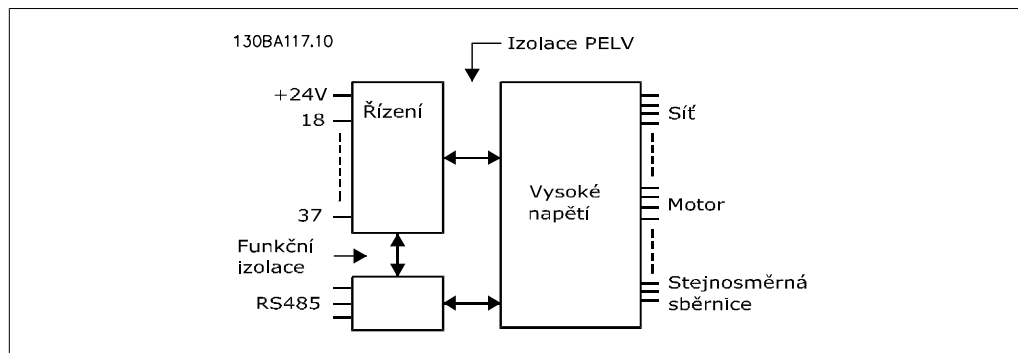 130BA117.10
Izolace PELV
+24V
Řízení
18
Síť
37
Vysoké
napětí
Motor
Funkční
izolace
RS485
Stejnosměrná
sběrnice